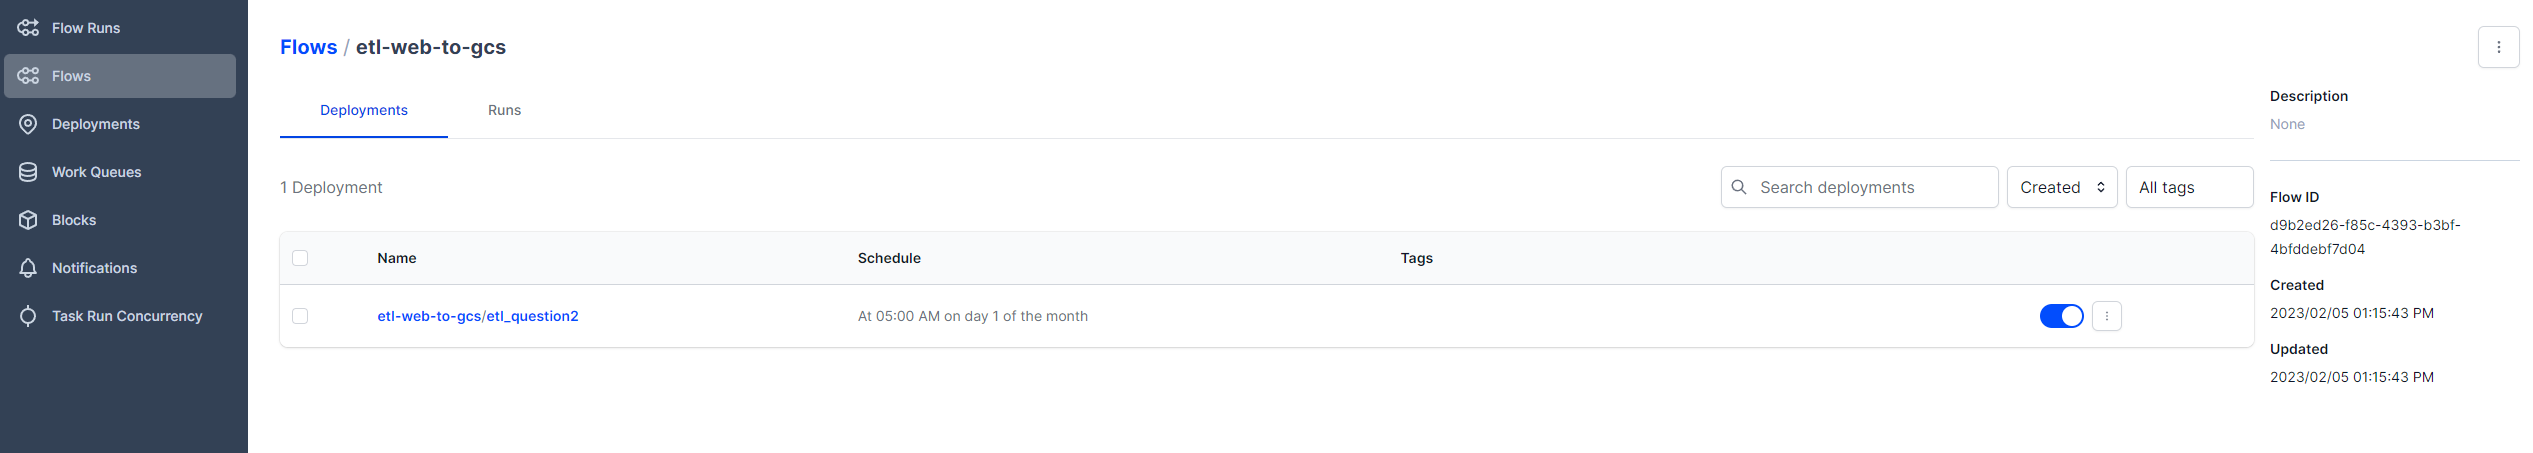 Flow Runs
Flows
Deployments
Work Queues
Blocks
Notifications
Task Run Concurrency
Flows / etl-web-to-gcs
Deployments Runs
1 Deployment
Search deployments
Created
All tags
Name Schedule Tags
etl-web-to-gcs/etl_question2 At 05:00 AM on day 1 of the month
Description
None
Flow ID
d9b2ed26-f85c-4393-b3bf-
4bfddebf7d04
Created
2023/02/05 01:15:43 PM
Updated
2023/02/05 01:15:43 PM